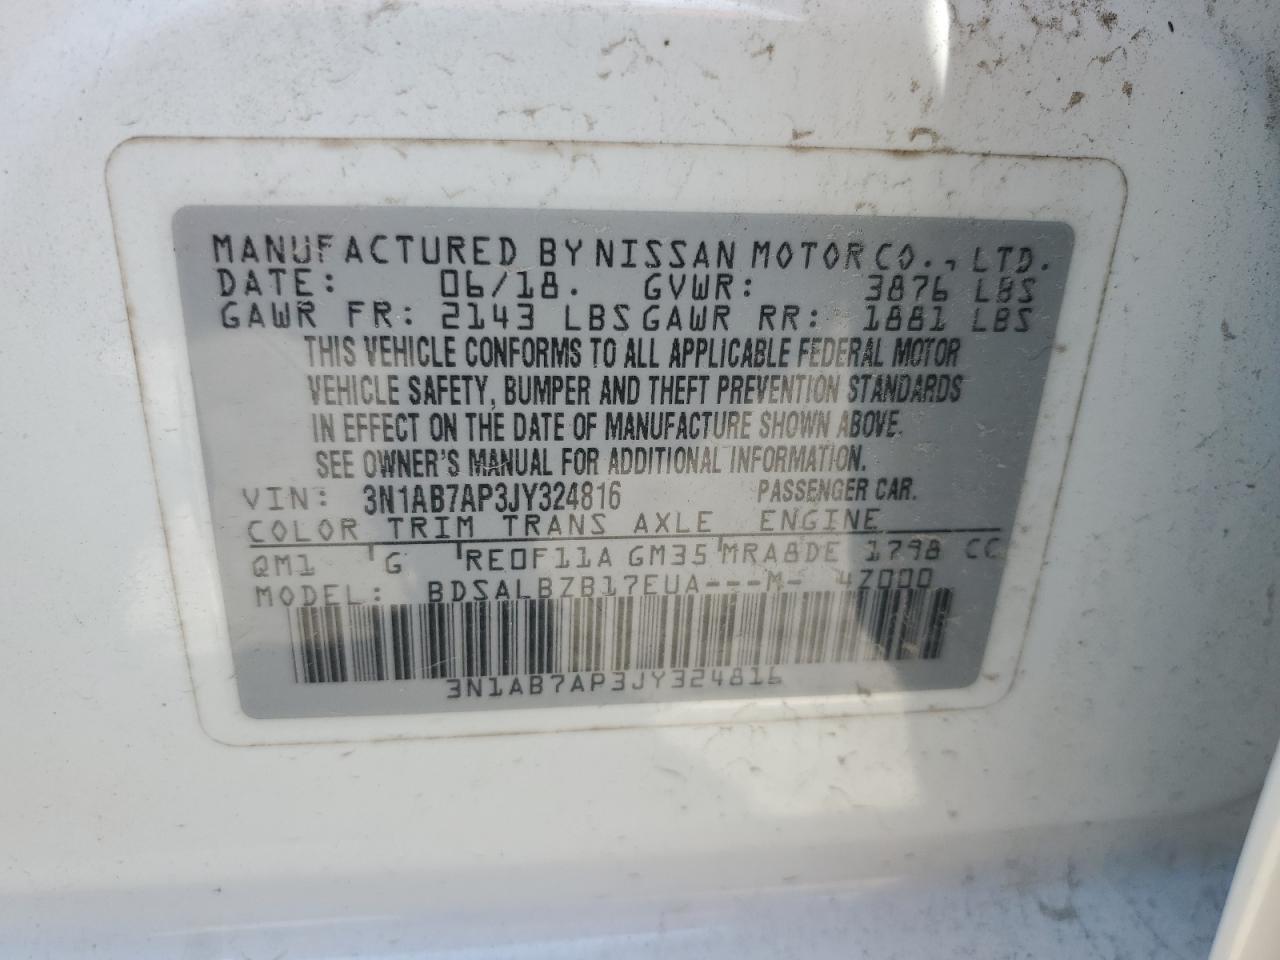 MANUFACTURED BY NISSAN MOTOR CO., LTD.
DATE: 06/18. GVWR: 3876 LBS
GAWR FR: 2143 LBS GAWR RR: 1881 LBS
THIS VEHICLE CONFORMS TO ALL APPLICABLE FEDERAL MOTOR
VEHICLE SAFETY, BUMPER AND THEFT PREVENTION STANDARDS
IN EFFECT ON THE DATE OF MANUFACTURE SHOWN ABOVE.
SEE OWNER'S MANUAL FOR ADDITIONAL INFORMATION.
VIN: 3N1AB7AP3JY324816 PASSENGER CAR.
COLOR TRIM TRANS AXLE ENGINE
QM1 G RE0F11A GM35 MRA8DE 1798 CC
MODEL: BDSALBZB17EUA---M- 4Z000
3N1AB7AP3JY324816